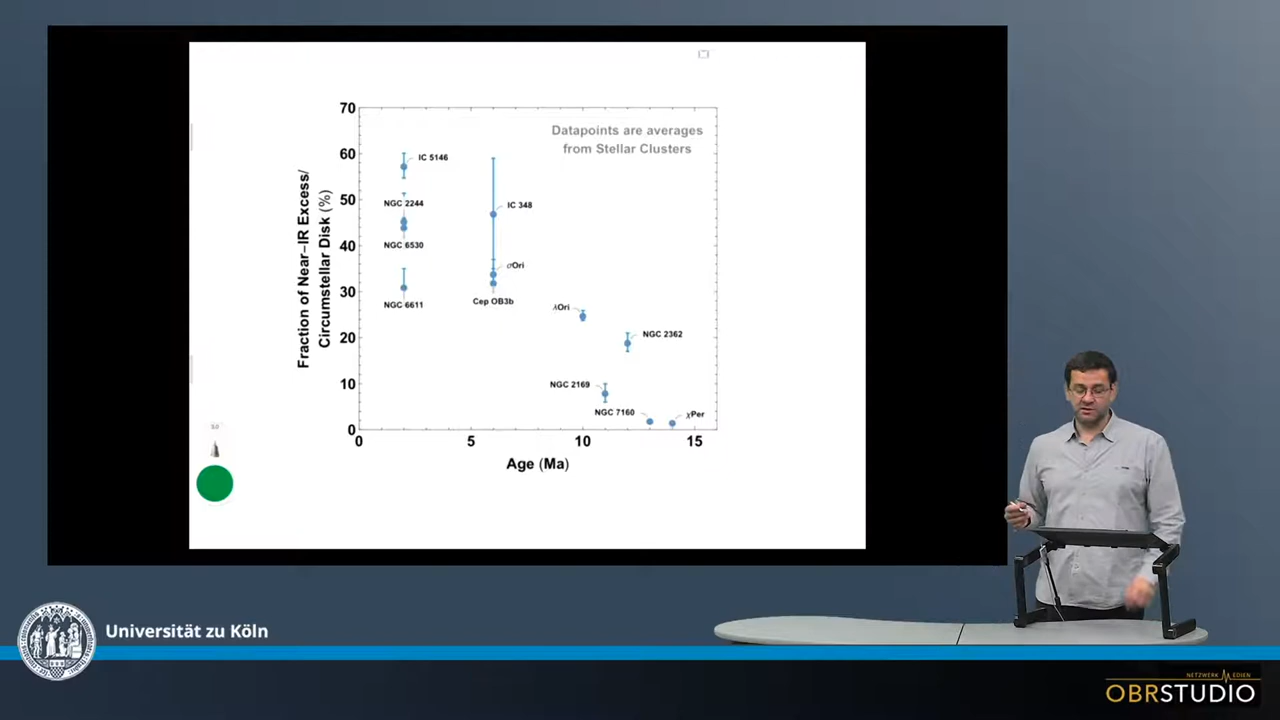 70
Datapoints are averages
from Stellar Clusters
60
IC 5146
50
NGC 2244
IC 348
40
NGC 6530
σOri
30
NGC 6611
Cep OB3b
λOri
20
NGC 2362
10
NGC 2169
NGC 7160
χPer
0
0 5 10 15
Age (Ma)
Fraction of Near–IR Excess/
Circumstellar Disk (%)
5.0
Universität zu Köln
NETZWERK MEDIEN
OBRSTUDIO